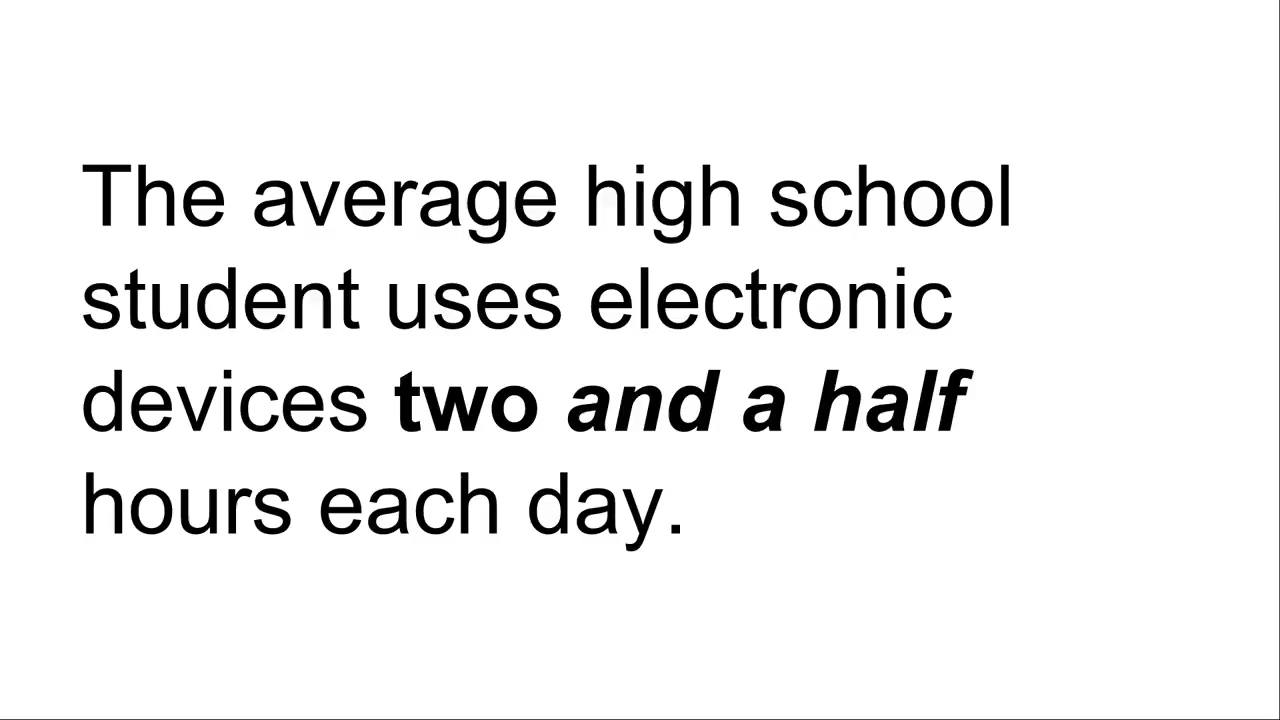 The average high school
student uses electronic
devices two and a half
hours each day.